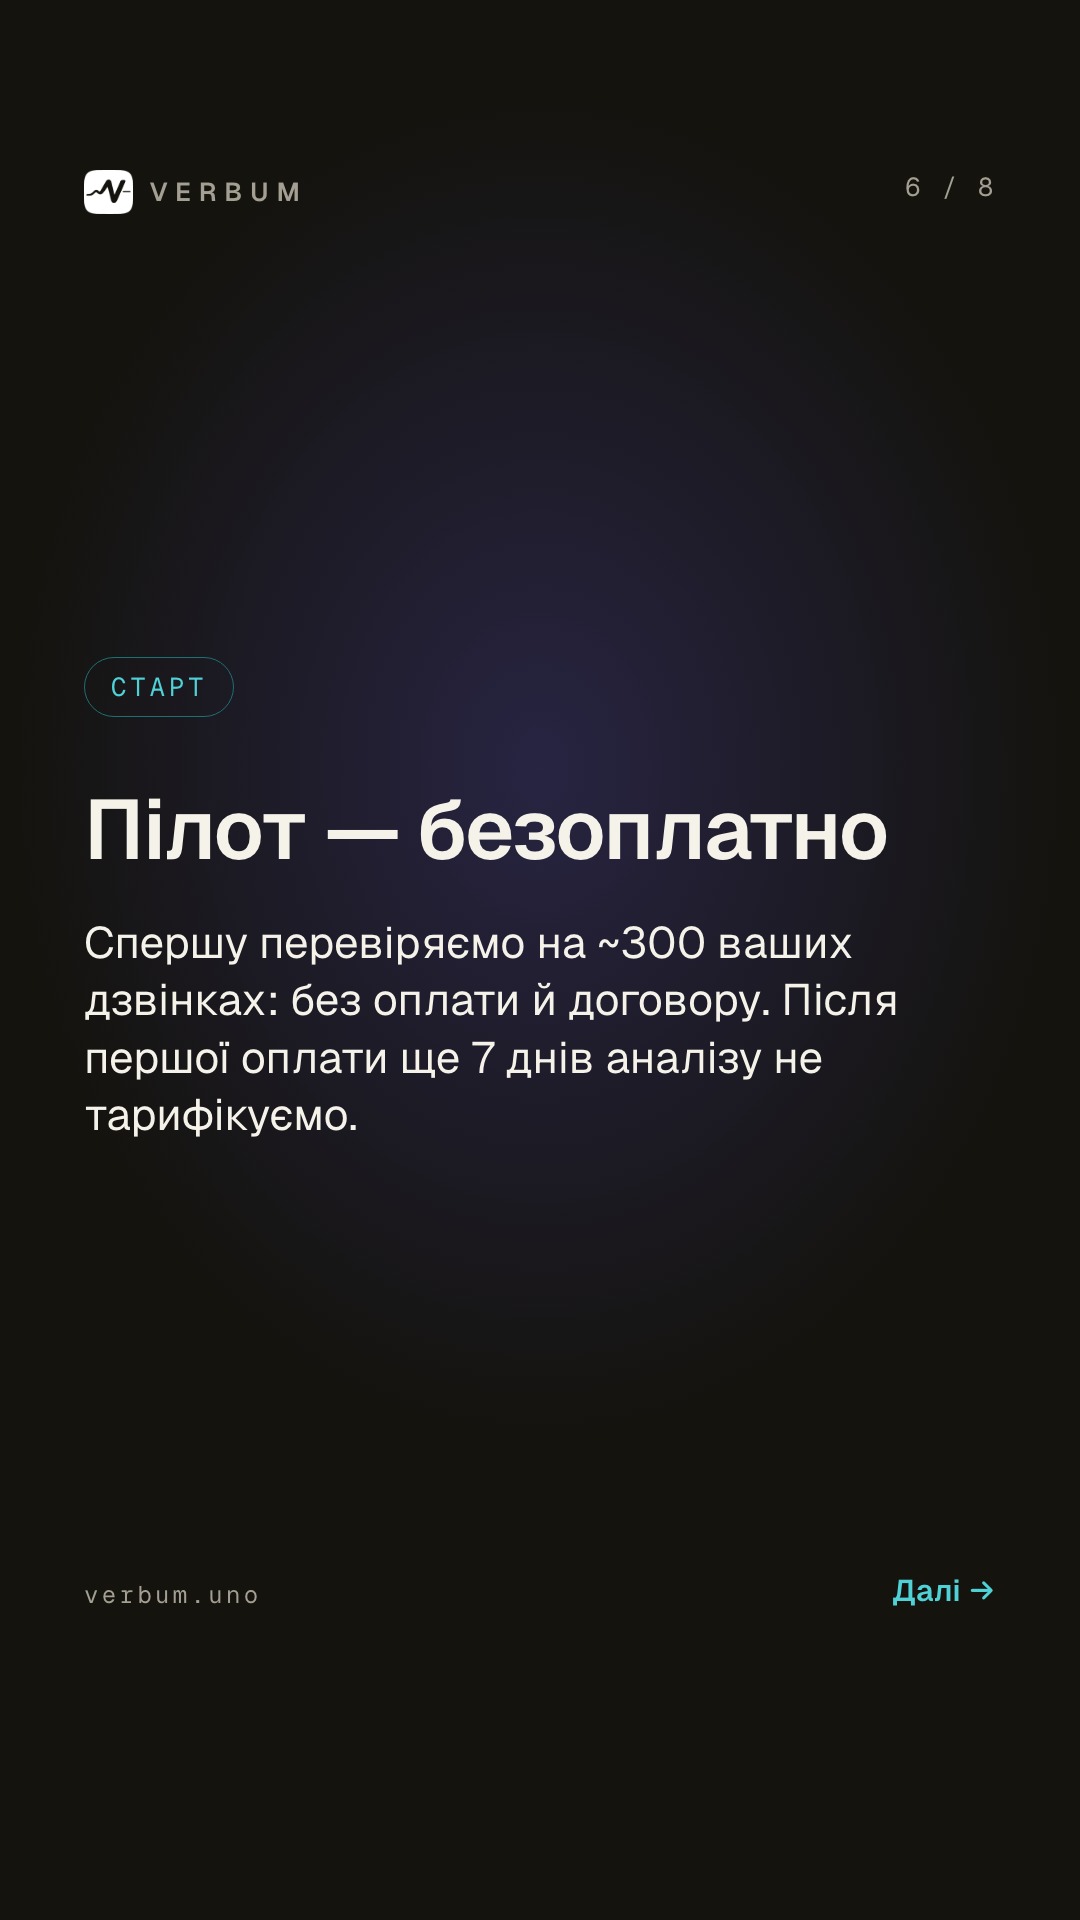 VERBUM
6 / 8
СТАРТ
Пілот — безоплатно
Спершу перевіряємо на ~300 ваших
дзвінках: без оплати й договору. Після
першої оплати ще 7 днів аналізу не
тарифікуємо.
verbum.uno
Далі →